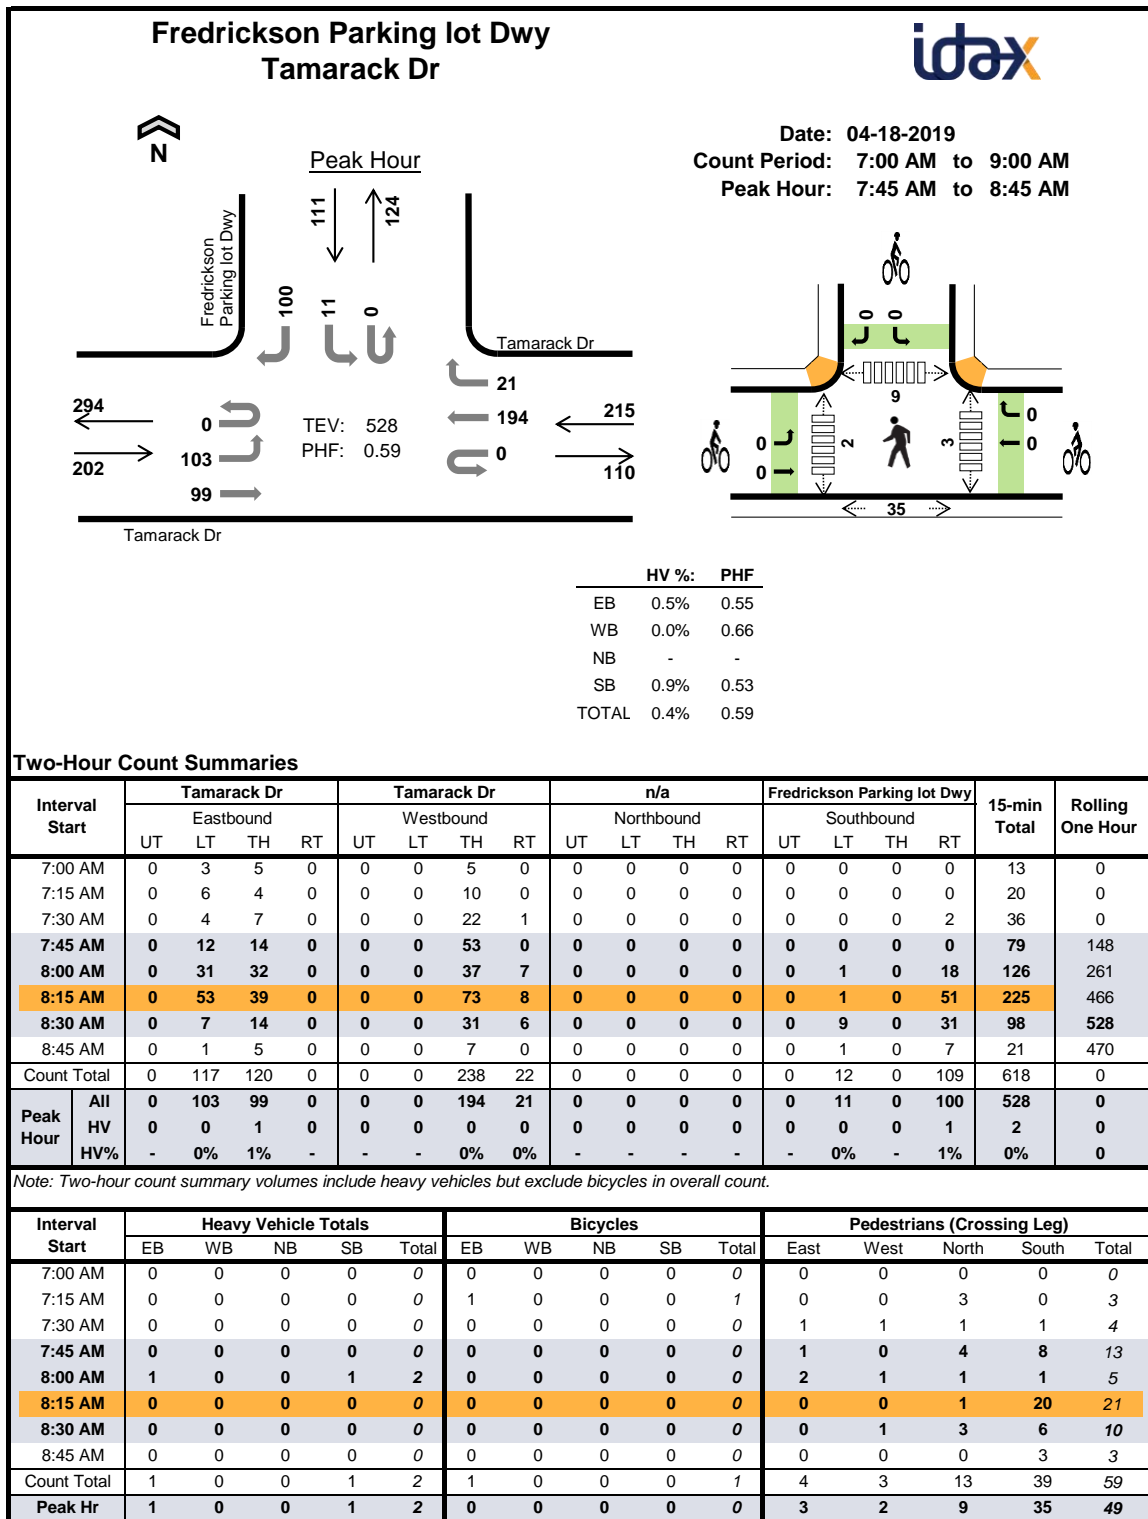 Fredrickson Parking lot Dwy
Tamarack Dr
idax
N
Peak Hour
Date: 04-18-2019
Count Period: 7:00 AM to 9:00 AM
Peak Hour: 7:45 AM to 8:45 AM
111 124
Fredrickson
Parking lot Dwy
100 11 0
Tamarack Dr
294
202
0
103
99
TEV: 528
PHF: 0.59
21
194
0
215
110
Tamarack Dr
0 0
9
0
0
2
3
0
0
35
HV %: PHF
EB 0.5% 0.55
WB 0.0% 0.66
NB - -
SB 0.9% 0.53
TOTAL 0.4% 0.59
Two-Hour Count Summaries
Interval Start Tamarack Dr Tamarack Dr n/a Fredrickson Parking lot Dwy 15-min Total Rolling One Hour
Eastbound Westbound Northbound Southbound
UT LT TH RT UT LT TH RT UT LT TH RT UT LT TH RT
7:00 AM 0 3 5 0 0 0 5 0 0 0 0 0 0 0 0 0 13 0
7:15 AM 0 6 4 0 0 0 10 0 0 0 0 0 0 0 0 0 20 0
7:30 AM 0 4 7 0 0 0 22 1 0 0 0 0 0 0 0 2 36 0
7:45 AM 0 12 14 0 0 0 53 0 0 0 0 0 0 0 0 0 79 148
8:00 AM 0 31 32 0 0 0 37 7 0 0 0 0 0 1 0 18 126 261
8:15 AM 0 53 39 0 0 0 73 8 0 0 0 0 0 1 0 51 225 466
8:30 AM 0 7 14 0 0 0 31 6 0 0 0 0 0 9 0 31 98 528
8:45 AM 0 1 5 0 0 0 7 0 0 0 0 0 0 1 0 7 21 470
Count Total 0 117 120 0 0 0 238 22 0 0 0 0 0 12 0 109 618 0
Peak Hour All 0 103 99 0 0 0 194 21 0 0 0 0 0 11 0 100 528 0
HV 0 0 1 0 0 0 0 0 0 0 0 0 0 0 0 1 2 0
HV% - 0% 1% - - - 0% 0% - - - - - 0% - 1% 0% 0
Note: Two-hour count summary volumes include heavy vehicles but exclude bicycles in overall count.
Interval Start Heavy Vehicle Totals Bicycles Pedestrians (Crossing Leg)
EB WB NB SB Total EB WB NB SB Total East West North South Total
7:00 AM 0 0 0 0 0 0 0 0 0 0 0 0 0 0 0
7:15 AM 0 0 0 0 0 1 0 0 0 1 0 0 3 0 3
7:30 AM 0 0 0 0 0 0 0 0 0 0 1 1 1 1 4
7:45 AM 0 0 0 0 0 0 0 0 0 0 1 0 4 8 13
8:00 AM 1 0 0 1 2 0 0 0 0 0 2 1 1 1 5
8:15 AM 0 0 0 0 0 0 0 0 0 0 0 0 1 20 21
8:30 AM 0 0 0 0 0 0 0 0 0 0 0 1 3 6 10
8:45 AM 0 0 0 0 0 0 0 0 0 0 0 0 0 3 3
Count Total 1 0 0 1 2 1 0 0 0 1 4 3 13 39 59
Peak Hr 1 0 0 1 2 0 0 0 0 0 3 2 9 35 49